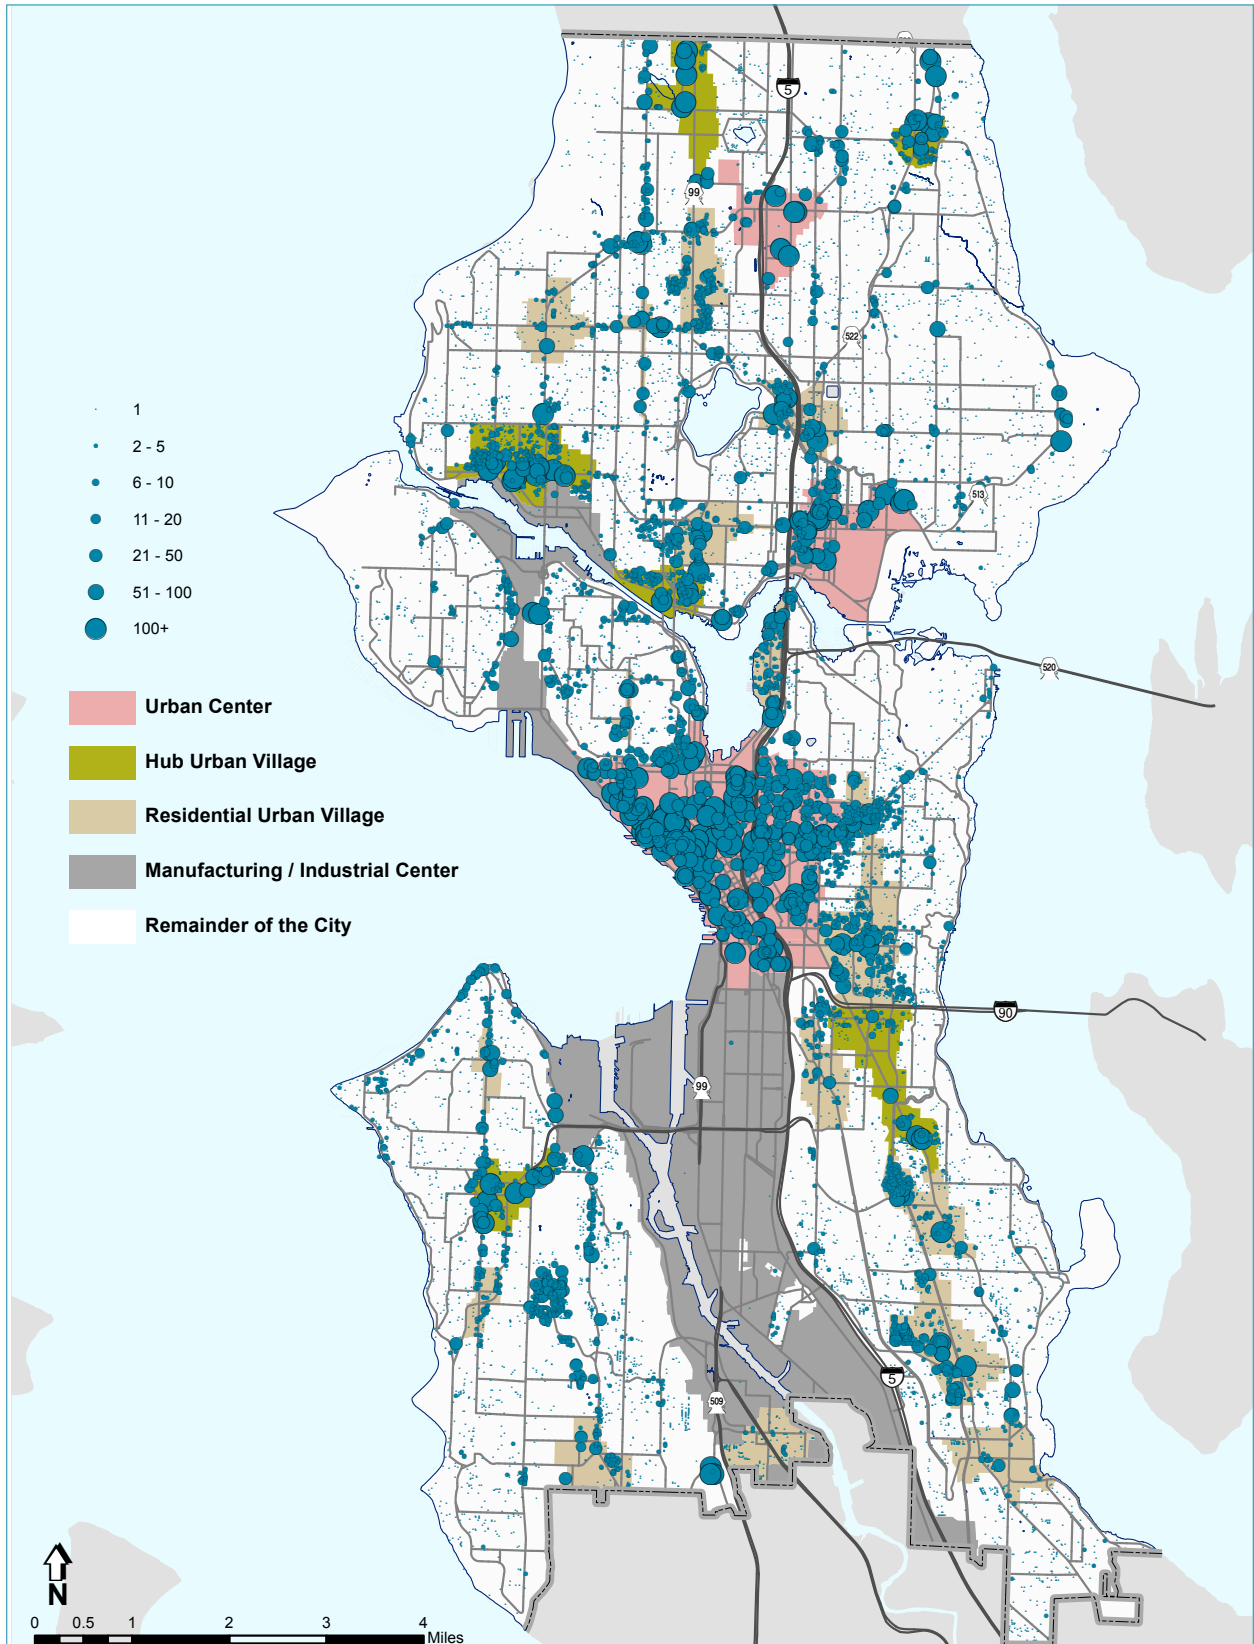 5
99
522
513
1
2 - 5
6 - 10
11 - 20
21 - 50
51 - 100
100+
520
Urban Center
Hub Urban Village
Residential Urban Village
Manufacturing / Industrial Center
Remainder of the City
90
99
5
509
N
0 0.5 1 2 3 4
Miles